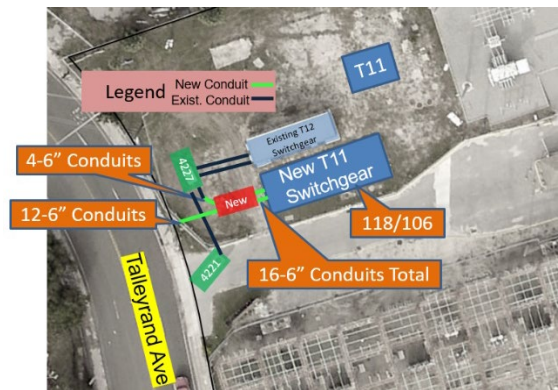 T11
Legend
New Conduit
Exist. Conduit
Existing T12
Switchgear
4-6" Conduits
4227
New T11
Switchgear
New
12-6" Conduits
118/106
4221
16-6" Conduits Total
Talleyrand Ave